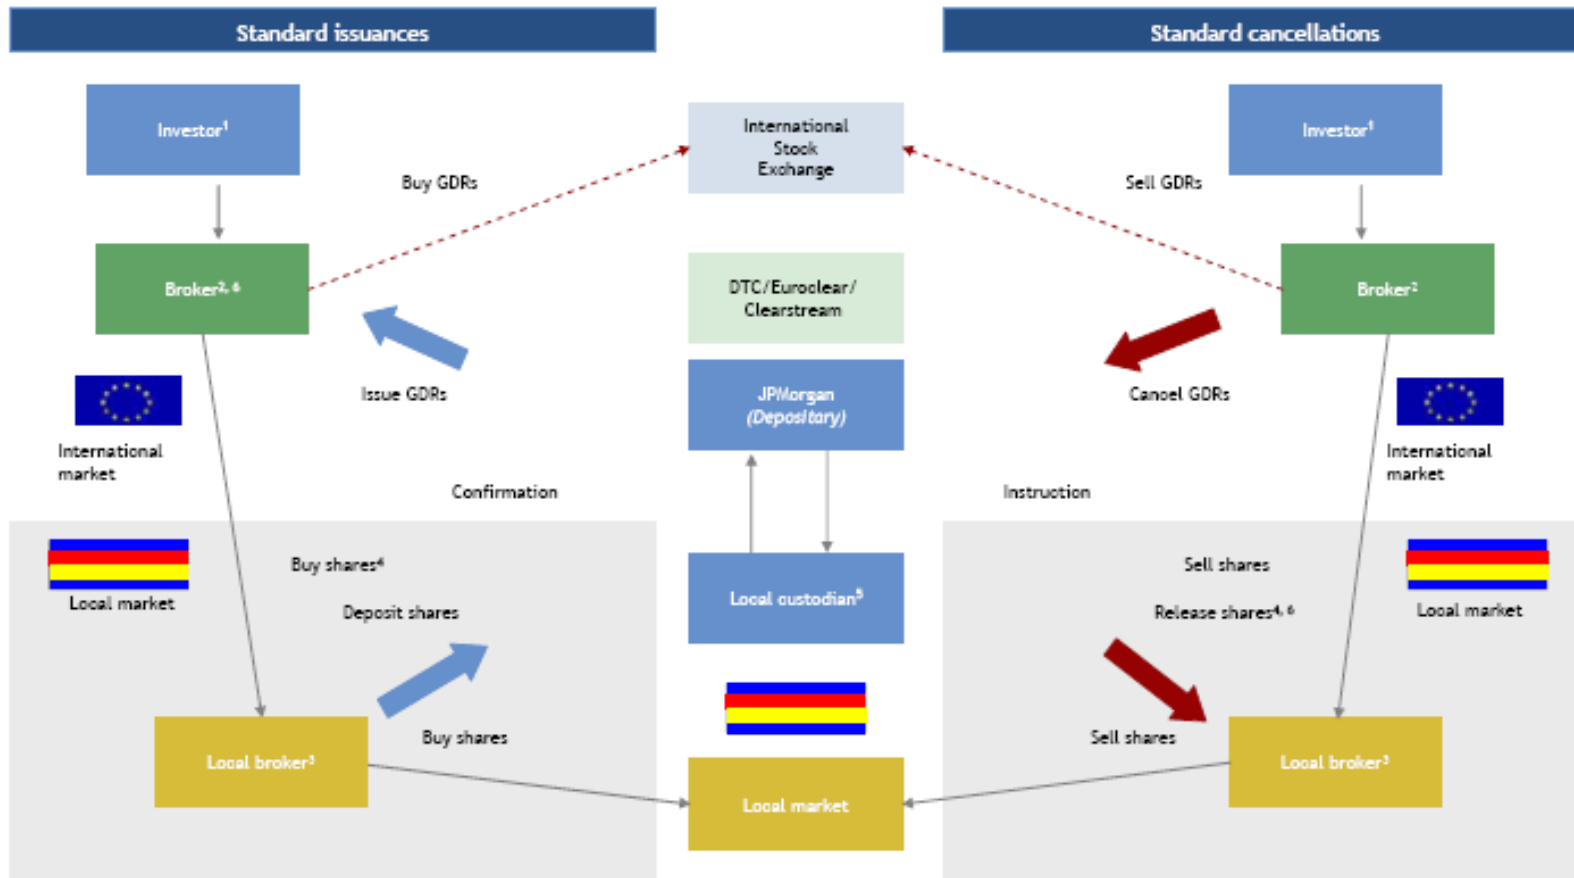 Standard issuances
Standard cancellations
Investor¹
International
Stock
Exchange
Investor¹
Buy GDRs
Sell GDRs
Broker²,⁶
DTC/Euroclear/
Clearstream
Broker²
Issue GDRs
JPMorgan
(Depositary)
Cancel GDRs
International
market
International
market
Confirmation
Instruction
Buy shares⁴
Sell shares
Local market
Deposit shares
Local custodian⁵
Release shares⁴,⁶
Local market
Buy shares
Sell shares
Local broker³
Local market
Local broker³